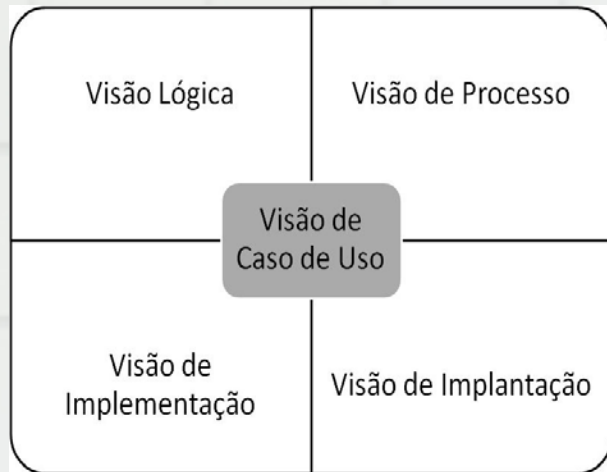 Visão Lógica
Visão de Processo
Visão de
Caso de Uso
Visão de
Implementação
Visão de Implantação